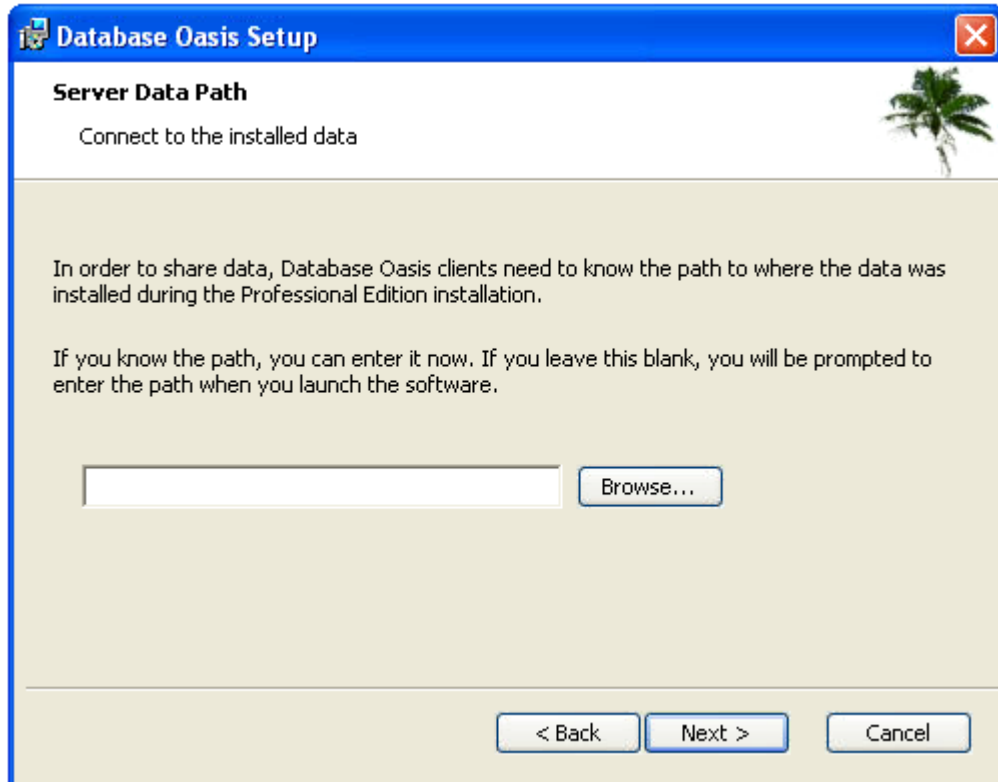 Database Oasis Setup
Server Data Path
Connect to the installed data
In order to share data, Database Oasis clients need to know the path to where the data was
installed during the Professional Edition installation.
If you know the path, you can enter it now. If you leave this blank, you will be prompted to
enter the path when you launch the software.
Browse...
< Back
Next >
Cancel